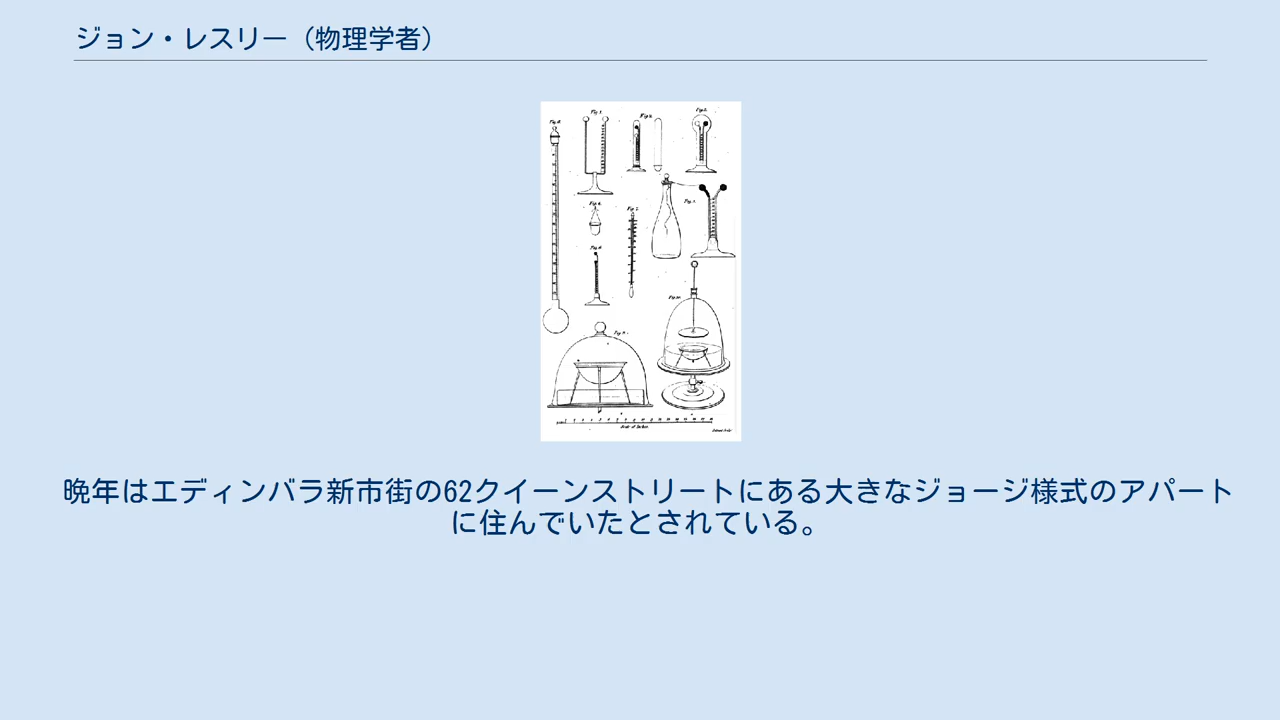 ジョン・レスリー（物理学者）
晩年はエディンバラ新市街の62クイーンストリートにある大きなジョージ様式のアパート
に住んでいたとされている。